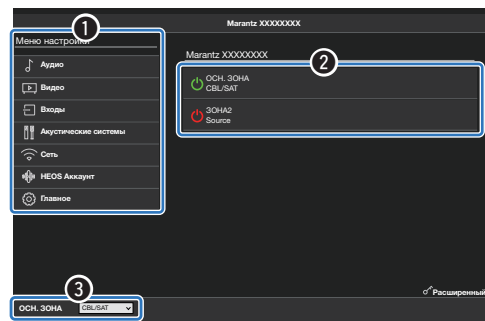 Marantz XXXXXXXX
1
Меню настройки
Аудио
Видео
Входы
Акустические системы
Сеть
HEOS Аккаунт
Главное
Marantz XXXXXXXX
2
ОСН. ЗОНА
CBL/SAT
ЗОНА2
Source
Расширенный
3
ОСН. ЗОНА CBL/SAT